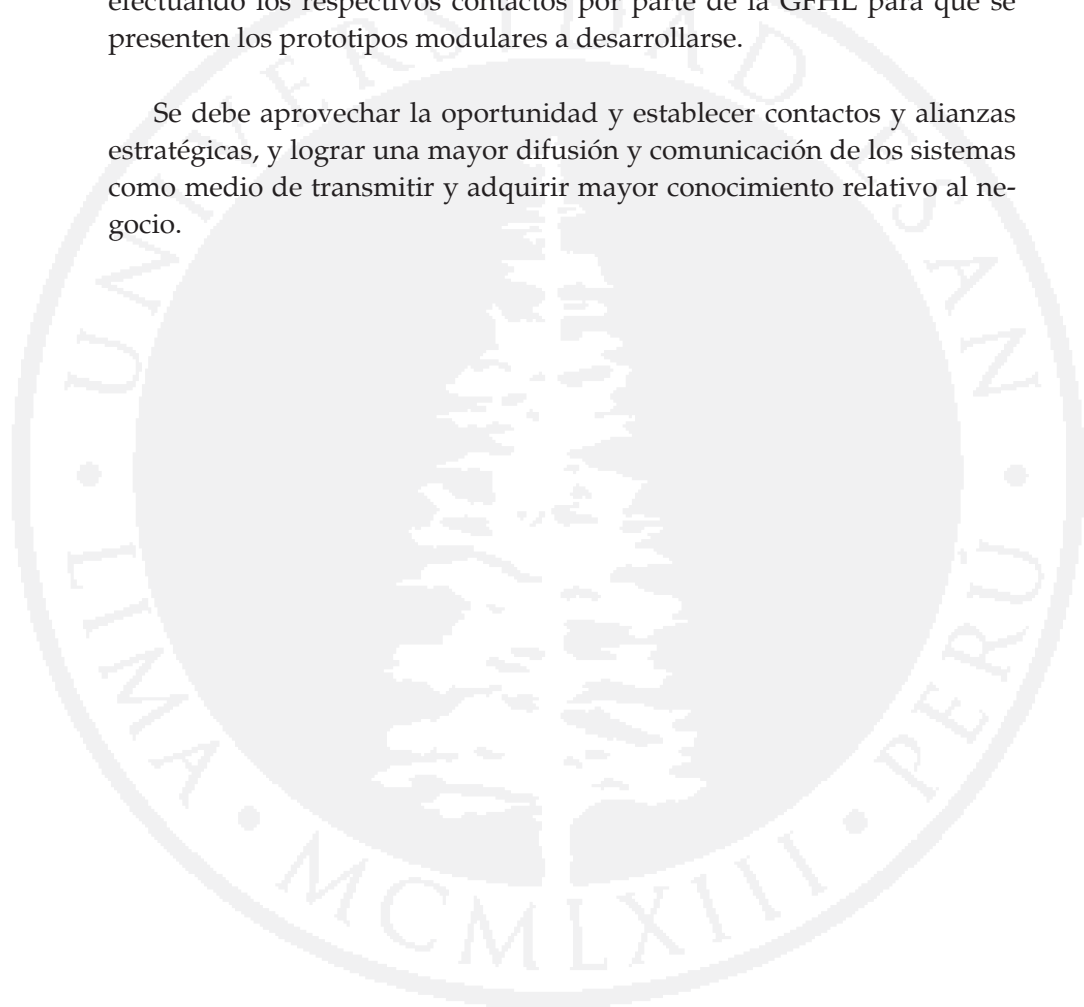 efectuando los respectivos contactos por parte de la GFHL para que se
presenten los prototipos modulares a desarrollarse.
Se debe aprovechar la oportunidad y establecer contactos y alianzas
estratégicas, y lograr una mayor difusión y comunicación de los sistemas
como medio de transmitir y adquirir mayor conocimiento relativo al ne-
gocio.
UNIVERSIDAD ESAN
LIMA • MCMLXIII • PERÚ